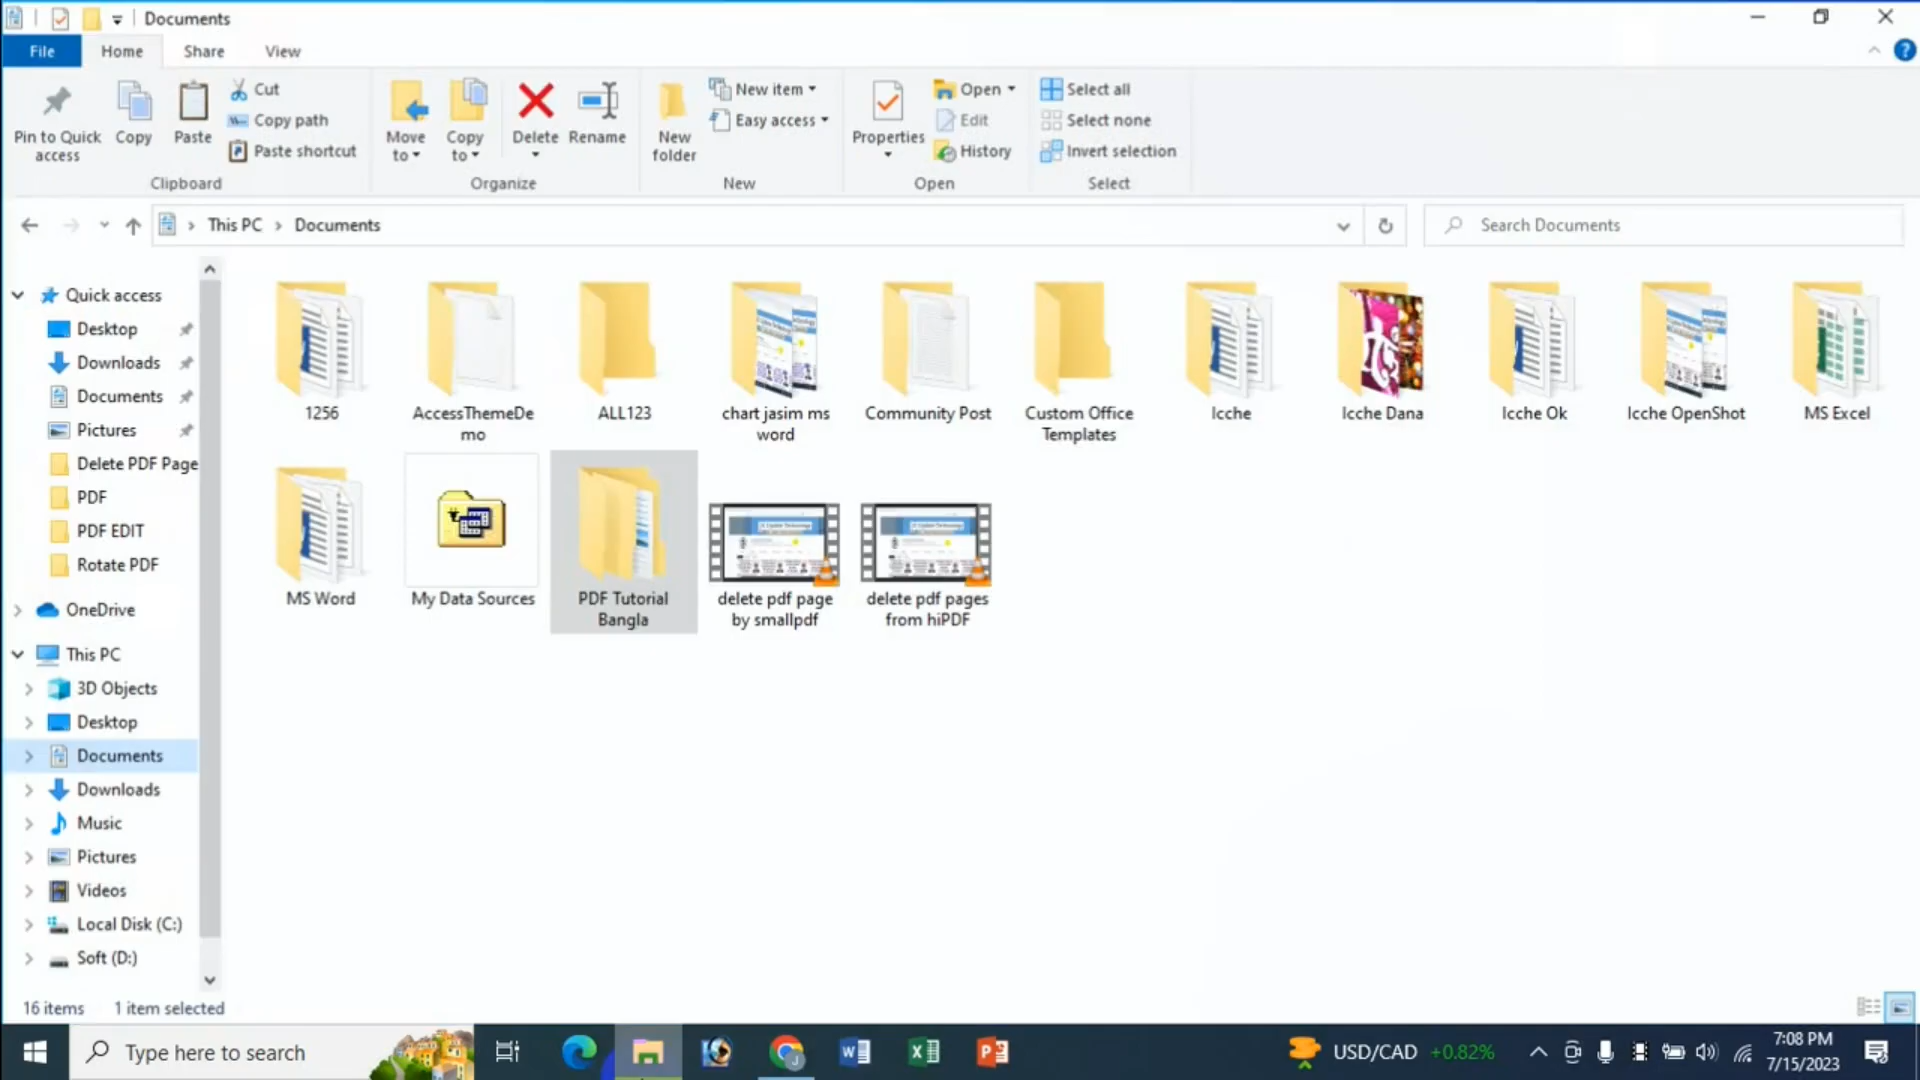 Documents
File Home Share View
Pin to Quick access
Copy
Paste
Cut
Copy path
Paste shortcut
Clipboard
Move to
Copy to
Delete
Rename
Organize
New folder
New item
Easy access
New
Properties
Open
Edit
History
Open
Select all
Select none
Invert selection
Select
This PC > Documents
Search Documents
Quick access
Desktop
Downloads
Documents
Pictures
Delete PDF Page
PDF
PDF EDIT
Rotate PDF
OneDrive
This PC
3D Objects
Desktop
Documents
Downloads
Music
Pictures
Videos
Local Disk (C:)
Soft (D:)
1256
AccessThemeDe
mo
ALL123
chart jasim ms
word
Community Post
Custom Office
Templates
Icche
Icche Dana
Icche Ok
Icche OpenShot
MS Excel
MS Word
My Data Sources
PDF Tutorial
Bangla
delete pdf page
by smallpdf
delete pdf pages
from hiPDF
16 items 1 item selected
Type here to search
USD/CAD +0.82%
7:08 PM
7/15/2023